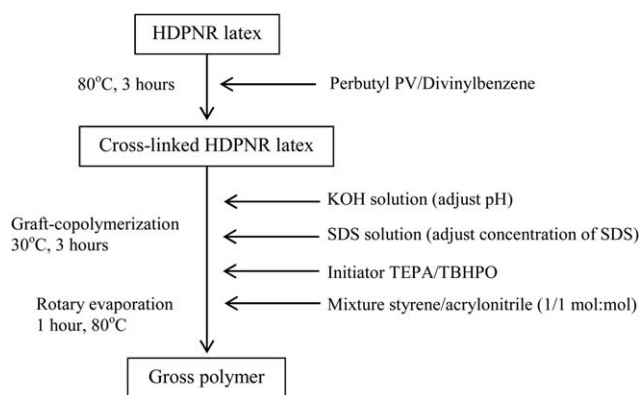 HDPNR latex
80°C, 3 hours
Perbutyl PV/Divinylbenzene
Cross-linked HDPNR latex
KOH solution (adjust pH)
Graft-copolymerization
30°C, 3 hours
SDS solution (adjust concentration of SDS)
Initiator TEPA/TBHPO
Rotary evaporation
1 hour, 80°C
Mixture styrene/acrylonitrile (1/1 mol:mol)
Gross polymer